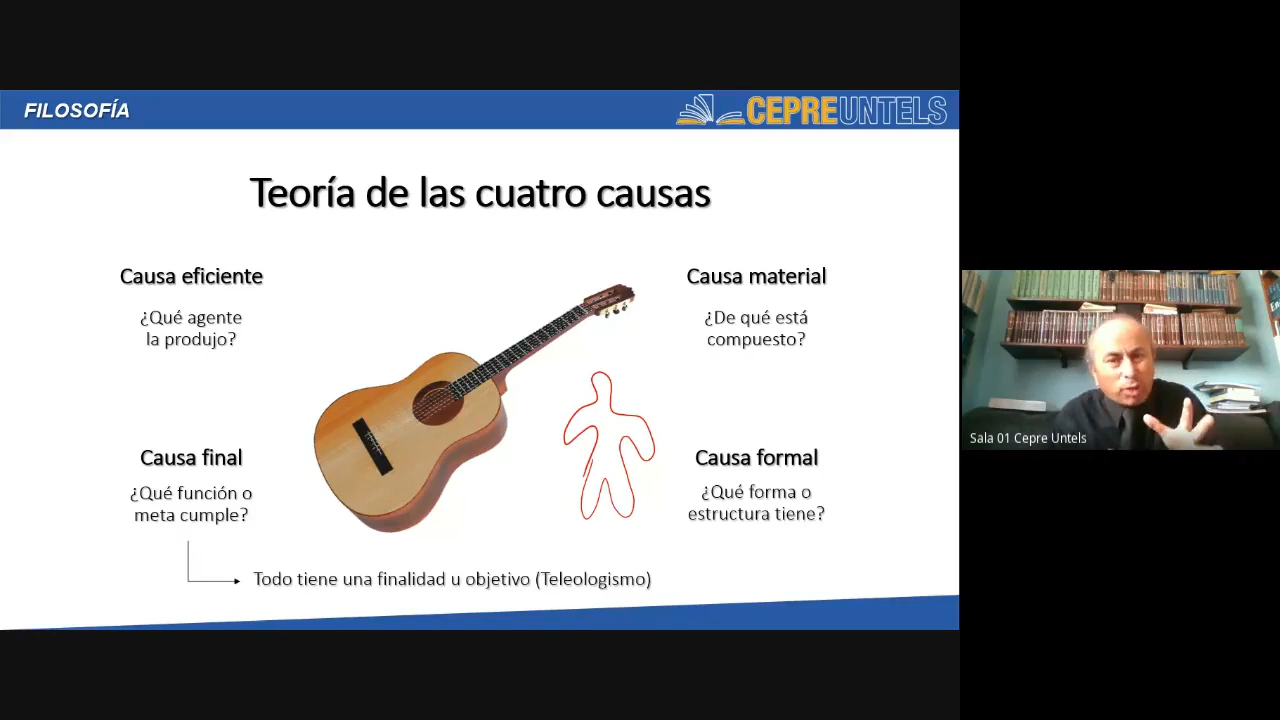 FILOSOFÍA
CEPREUNTELS
Teoría de las cuatro causas
Causa eficiente
¿Qué agente
la produjo?
Causa material
¿De qué está
compuesto?
Causa final
¿Qué función o
meta cumple?
Causa formal
¿Qué forma o
estructura tiene?
Todo tiene una finalidad u objetivo (Teleologismo)
Sala 01 Cepre Untels